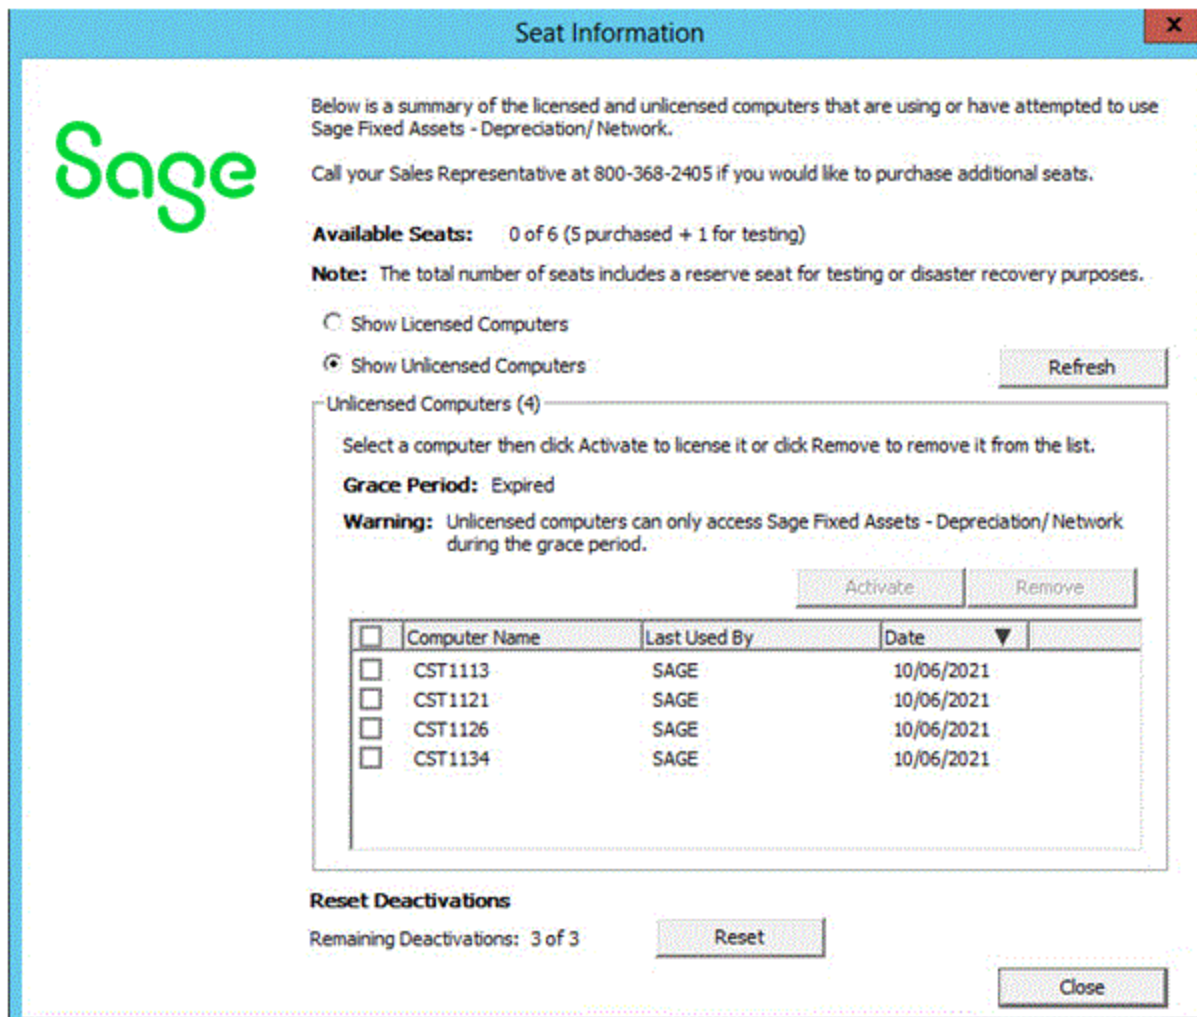 Seat Information
x
Sage
Below is a summary of the licensed and unlicensed computers that are using or have attempted to use
Sage Fixed Assets - Depreciation/ Network.
Call your Sales Representative at 800-368-2405 if you would like to purchase additional seats.
Available Seats: 0 of 6 (5 purchased + 1 for testing)
Note: The total number of seats includes a reserve seat for testing or disaster recovery purposes.
Show Licensed Computers
Show Unlicensed Computers
Refresh
Unlicensed Computers (4)
Select a computer then click Activate to license it or click Remove to remove it from the list.
Grace Period: Expired
Warning: Unlicensed computers can only access Sage Fixed Assets - Depreciation/ Network
during the grace period.
Activate Remove
Computer Name Last Used By Date
CST1113 SAGE 10/06/2021
CST1121 SAGE 10/06/2021
CST1126 SAGE 10/06/2021
CST1134 SAGE 10/06/2021
Reset Deactivations
Remaining Deactivations: 3 of 3 Reset
Close